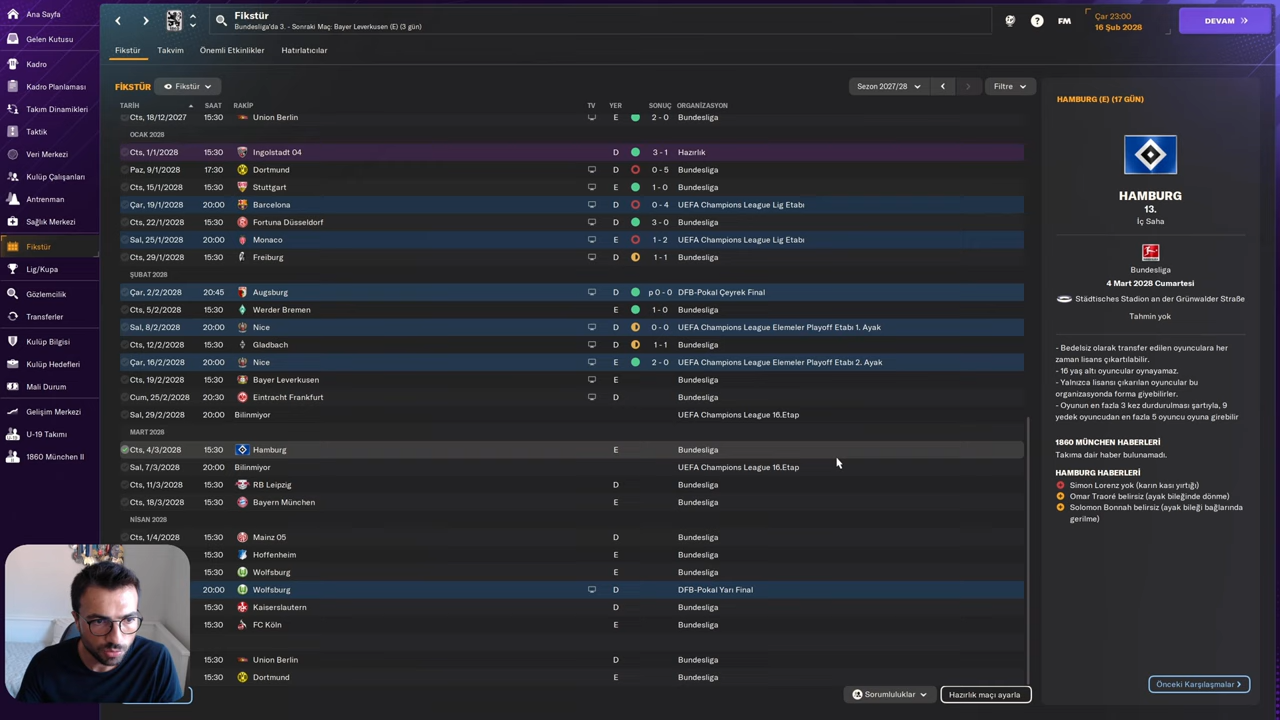 Ana Sayfa
Gelen Kutusu
Kadro
Kadro Planlaması
Takım Dinamikleri
Taktik
Veri Merkezi
Kulüp Çalışanları
Antrenman
Sağlık Merkezi
Fikstür
Lig/Kupa
Gözlemcilik
Transferler
Kulüp Bilgisi
Kulüp Hedefleri
Mali Durum
Gelişim Merkezi
U-19 Takımı
1860 München II
Fikstür
Bundesliga'da 3. - Sonraki Maç: Bayer Leverkusen (E) (3 gün)
FM
Çar 23:00
16 Şub 2028
DEVAM
Fikstür Takvim Önemli Etkinlikler Hatırlatıcılar
FİKSTÜR Fikstür Sezon 2027/28 Filtre
TARİH SAAT RAKİP TV YER SONUÇ ORGANİZASYON
Cts, 18/12/2027 15:30 Union Berlin E 2 - 0 Bundesliga
OCAK 2028
Cts, 1/1/2028 15:30 Ingolstadt 04 D 3 - 1 Hazırlık
Paz, 9/1/2028 17:30 Dortmund D 0 - 5 Bundesliga
Cts, 15/1/2028 15:30 Stuttgart E 1 - 0 Bundesliga
Çar, 19/1/2028 20:00 Barcelona D 0 - 4 UEFA Champions League Lig Etabı
Cts, 22/1/2028 15:30 Fortuna Düsseldorf D 3 - 0 Bundesliga
Sal, 25/1/2028 20:00 Monaco E 1 - 2 UEFA Champions League Lig Etabı
Cts, 29/1/2028 15:30 Freiburg D 1 - 1 Bundesliga
ŞUBAT 2028
Çar, 2/2/2028 20:45 Augsburg D p 0 - 0 DFB-Pokal Çeyrek Final
Cts, 5/2/2028 15:30 Werder Bremen E 1 - 0 Bundesliga
Sal, 8/2/2028 20:00 Nice D 0 - 0 UEFA Champions League Elemeler Playoff Etabı 1. Ayak
Cts, 12/2/2028 15:30 Gladbach D 1 - 1 Bundesliga
Çar, 16/2/2028 20:00 Nice E 2 - 0 UEFA Champions League Elemeler Playoff Etabı 2. Ayak
Cts, 19/2/2028 15:30 Bayer Leverkusen E Bundesliga
Cum, 25/2/2028 20:30 Eintracht Frankfurt D Bundesliga
Sal, 29/2/2028 20:00 Bilinmiyor UEFA Champions League 16.Etap
MART 2028
Cts, 4/3/2028 15:30 Hamburg E Bundesliga
Sal, 7/3/2028 20:00 Bilinmiyor UEFA Champions League 16.Etap
Cts, 11/3/2028 15:30 RB Leipzig D Bundesliga
Cts, 18/3/2028 15:30 Bayern München E Bundesliga
NİSAN 2028
Cts, 1/4/2028 15:30 Mainz 05 D Bundesliga
15:30 Hoffenheim E Bundesliga
15:30 Wolfsburg E Bundesliga
20:00 Wolfsburg D DFB-Pokal Yarı Final
15:30 Kaiserslautern D Bundesliga
15:30 FC Köln E Bundesliga
15:30 Union Berlin D Bundesliga
15:30 Dortmund E Bundesliga
Sorumluluklar Hazırlık maçı ayarla
HAMBURG (E) (17 GÜN)
HAMBURG
13.
İç Saha
Bundesliga
4 Mart 2028 Cumartesi
Städtisches Stadion an der Grünwalder Straße
Tahmin yok
- Bedelsiz olarak transfer edilen oyunculara her
zaman lisans çıkartılabilir.
- 16 yaş altı oyuncular oynayamaz.
- Yalnızca lisansı çıkarılan oyuncular bu
organizasyonda forma giyebilirler.
- Oyunun en fazla 3 kez durdurulması şartıyla, 9
yedek oyuncudan en fazla 5 oyuncu oyuna girebilir
1860 MÜNCHEN HABERLERİ
Takıma dair haber bulunamadı.
HAMBURG HABERLERİ
Simon Lorenz yok (karın kası yırtığı)
Omar Traoré belirsiz (ayak bileğinde dönme)
Solomon Bonnah belirsiz (ayak bileği bağlarında
gerilme)
Önceki Karşılaşmalar